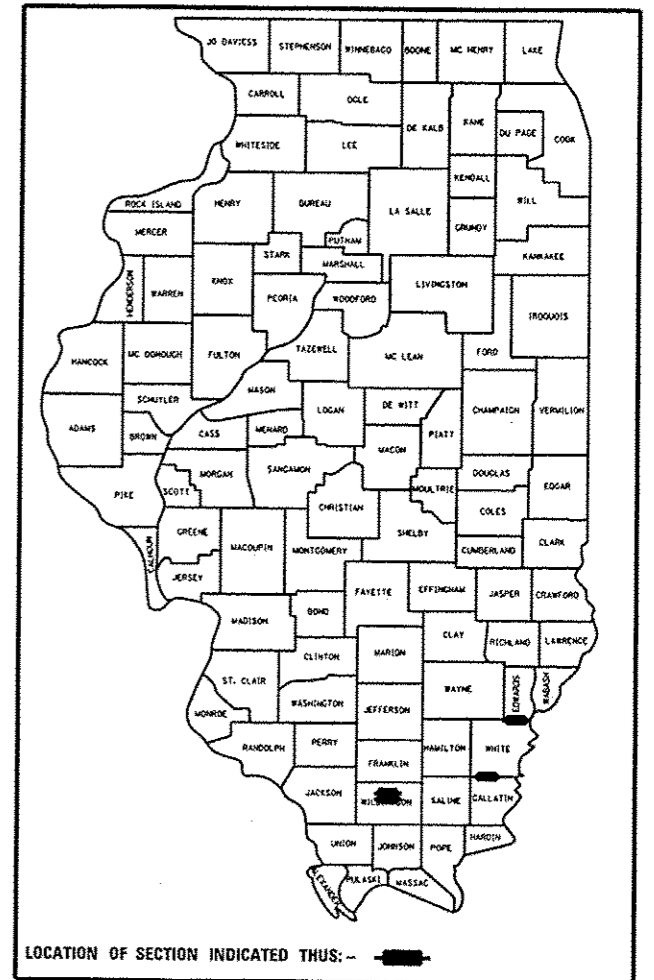 JO DAVIESS STEPHENSON WINNEBAGO BOONE MC HENRY LAKE
CARROLL OGLE DE KALB KANE DU PAGE COOK
WHITESIDE LEE
KENDALL
ROCK ISLAND HENRY BUREAU LA SALLE GRUNDY WILL
MERCER PUTNAM
STARK MARSHALL KANKAKEE
HENDERSON WARREN KNOX PEORIA WOODFORD LIVINGSTON IROQUOIS
HANCOCK MC DONOUGH FULTON TAZEWELL MC LEAN FORD
MASON
SCHUYLER LOGAN DE WITT CHAMPAIGN VERMILION
ADAMS BROWN CASS MENARD PIATT
MACON
PIKE SCOTT MORGAN SANGAMON MOULTRIE DOUGLAS EDGAR
CHRISTIAN COLES
CALHOUN GREENE MACOUPIN MONTGOMERY SHELBY
CUMBERLAND CLARK
JERSEY
FAYETTE EFFINGHAM JASPER CRAWFORD
MADISON BOND
CLAY RICHLAND LAWRENCE
CLINTON MARION
ST. CLAIR WAYNE EDWARDS WABASH
MONROE WASHINGTON JEFFERSON
RANDOLPH PERRY HAMILTON WHITE
FRANKLIN
JACKSON SALINE GALLATIN
UNION JOHNSON POPE HARDIN
ALEXANDER PULASKI MASSAC
LOCATION OF SECTION INDICATED THUS: -